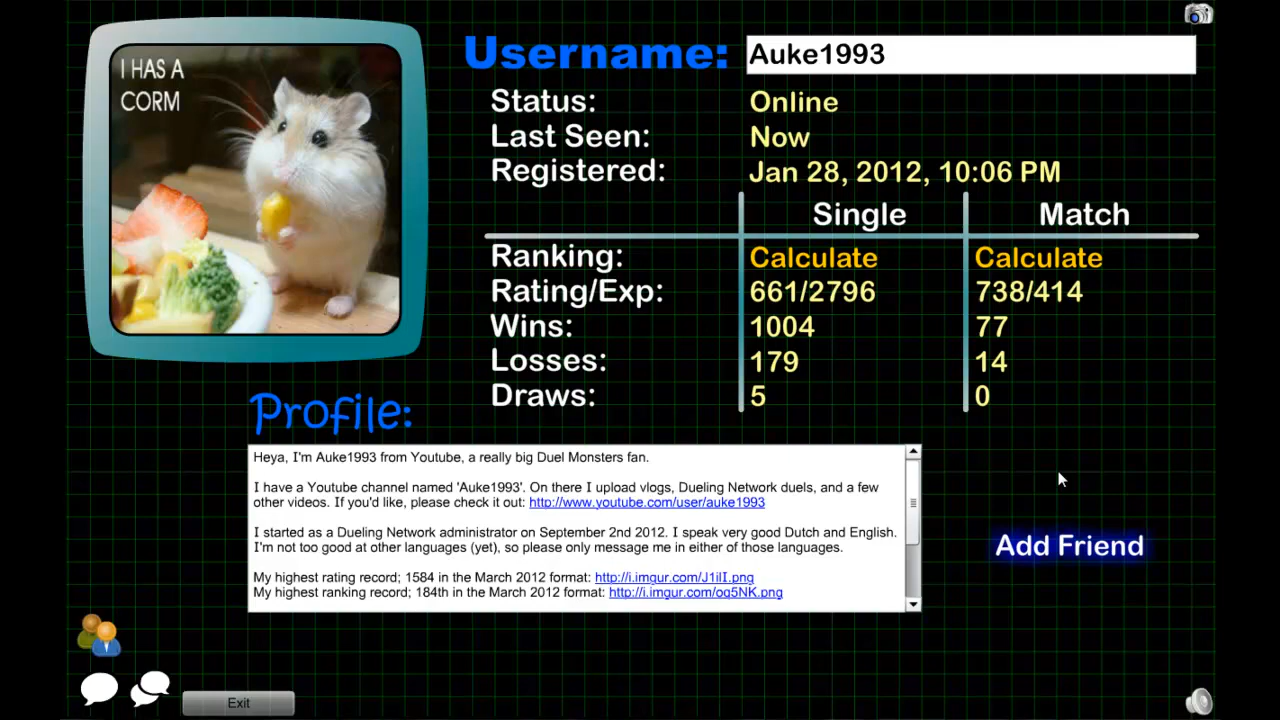 I HAS A
CORM
Username: Auke1993
Status: Online
Last Seen: Now
Registered: Jan 28, 2012, 10:06 PM
Single Match
Ranking: Calculate Calculate
Rating/Exp: 661/2796 738/414
Wins: 1004 77
Losses: 179 14
Draws: 5 0
Profile:
Heya, I'm Auke1993 from Youtube, a really big Duel Monsters fan.
I have a Youtube channel named 'Auke1993'. On there I upload vlogs, Dueling Network duels, and a few
other videos. If you'd like, please check it out: http://www.youtube.com/user/auke1993
I started as a Dueling Network administrator on September 2nd 2012. I speak very good Dutch and English.
I'm not too good at other languages (yet), so please only message me in either of those languages.
My highest rating record; 1584 in the March 2012 format: http://i.imgur.com/J1iII.png
My highest ranking record; 184th in the March 2012 format: http://i.imgur.com/oq5NK.png
Add Friend
Exit